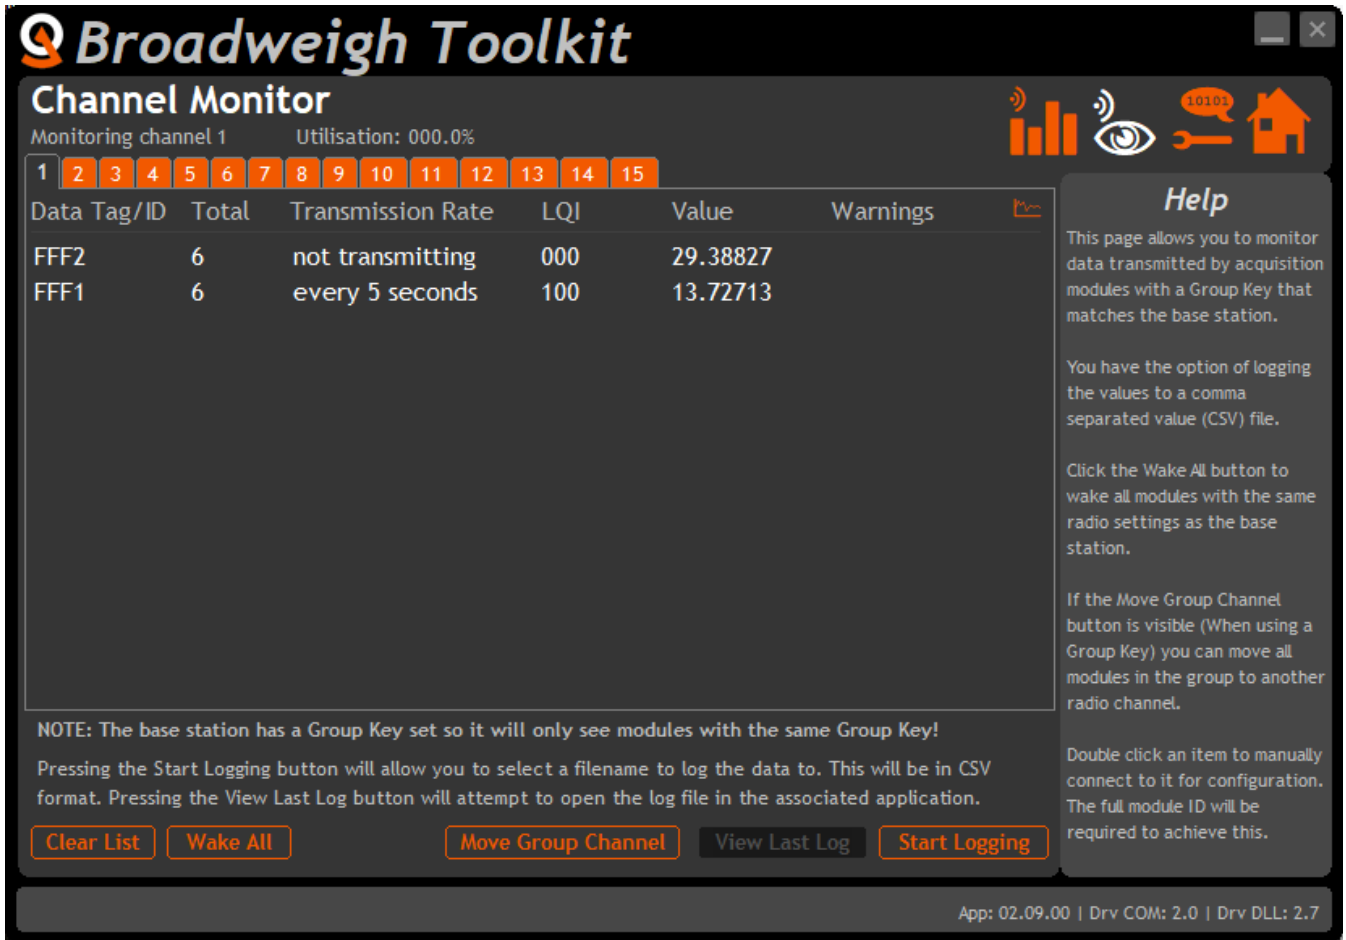 Broadweigh Toolkit
Channel Monitor
Monitoring channel 1 Utilisation: 000.0%
10101
1 2 3 4 5 6 7 8 9 10 11 12 13 14 15
Data Tag/ID Total Transmission Rate LQI Value Warnings
FFF2 6 not transmitting 000 29.38827
FFF1 6 every 5 seconds 100 13.72713
NOTE: The base station has a Group Key set so it will only see modules with the same Group Key!
Pressing the Start Logging button will allow you to select a filename to log the data to. This will be in CSV
format. Pressing the View Last Log button will attempt to open the log file in the associated application.
Clear List Wake All Move Group Channel View Last Log Start Logging
Help
This page allows you to monitor
data transmitted by acquisition
modules with a Group Key that
matches the base station.
You have the option of logging
the values to a comma
separated value (CSV) file.
Click the Wake All button to
wake all modules with the same
radio settings as the base
station.
If the Move Group Channel
button is visible (When using a
Group Key) you can move all
modules in the group to another
radio channel.
Double click an item to manually
connect to it for configuration.
The full module ID will be
required to achieve this.
App: 02.09.00 | Drv COM: 2.0 | Drv DLL: 2.7